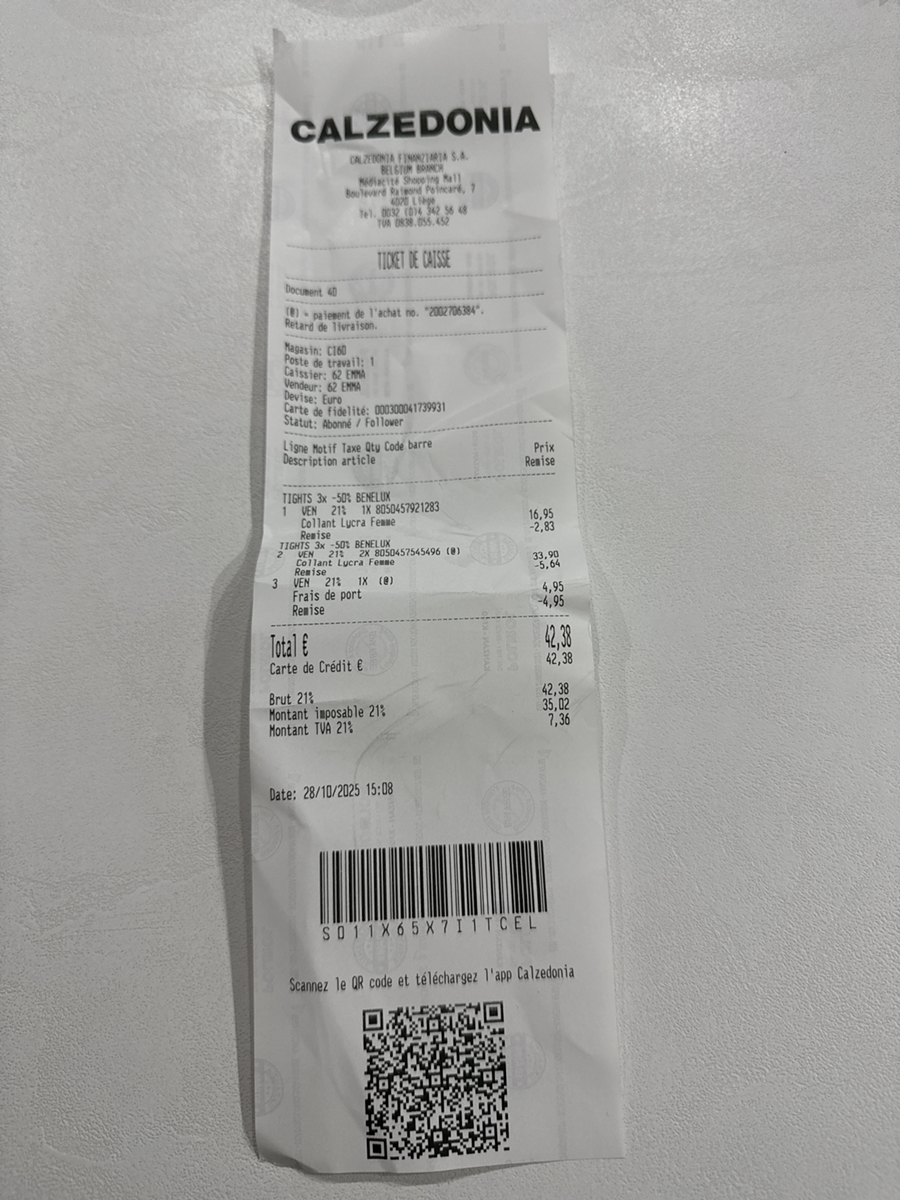 CALZEDONIA
CALZEDONIA FINANZIARIA S.A.
BELGIUM BRANCH
Médiacité Shopping Mall
Boulevard Raimond Poincaré, 7
4020 Liège
Tel. 0032 (0)4 342 56 48
TVA 0838.055.452
TICKET DE CAISSE
Document 40
(@) = paiement de l'achat no. "2002706384".
Retard de livraison.
Magasin: CT60
Poste de travail: 1
Caissier: 62 EMMA
Vendeur: 62 EMMA
Devise: Euro
Carte de fidelité: 000300041739931
Statut: Abonné / Follower
Ligne Motif Taxe Qty Code barre Prix
Description article Remise
TIGHTS 3x -50% BENELUX
1 VEN 21% 1X 8050457921283 16,95
Collant Lycra Femme -2,83
Remise
TIGHTS 3x -50% BENELUX
2 VEN 21% 2X 8050457545496 (@) 33,90
Collant Lycra Femme -5,64
Remise
3 VEN 21% 1X (@) 4,95
Frais de port -4,95
Remise
Total € 42,38
Carte de Crédit € 42,38
Brut 21% 42,38
Montant imposable 21% 35,02
Montant TVA 21% 7,36
Date: 28/10/2025 15:08
S011X65X7I1TCEL
Scannez le QR code et téléchargez l'app Calzedonia